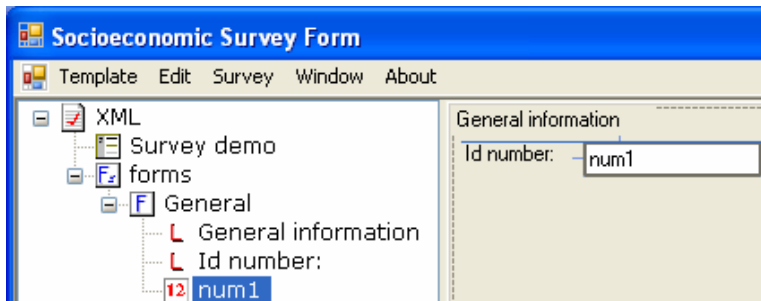 Socioeconomic Survey Form
Template Edit Survey Window About
XML
Survey demo
forms
General
General information
Id number:
num1
General information
Id number: num1